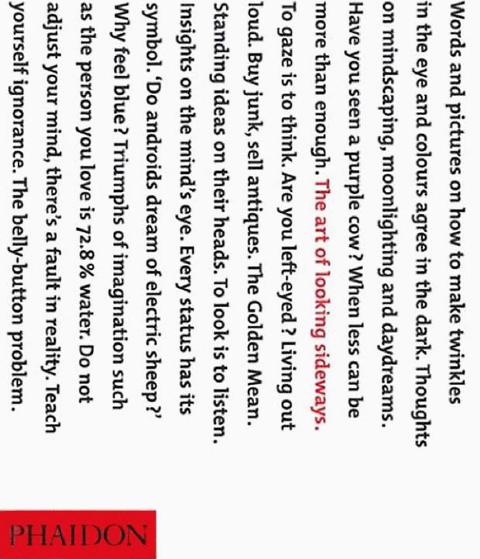 Words and pictures on how to make twinkles
in the eye and colours agree in the dark. Thoughts
on mindscaping, moonlighting and daydreams.
Have you seen a purple cow? When less can be
more than enough. The art of looking sideways.
To gaze is to think. Are you left-eyed? Living out
loud. Buy junk, sell antiques. The Golden Mean.
Standing ideas on their heads. To look is to listen.
Insights on the mind's eye. Every status has its
symbol. 'Do androids dream of electric sheep?'
Why feel blue? Triumphs of imagination such
as the person you love is 72.8% water. Do not
adjust your mind, there's a fault in reality. Teach
yourself ignorance. The belly-button problem.
PHAIDON